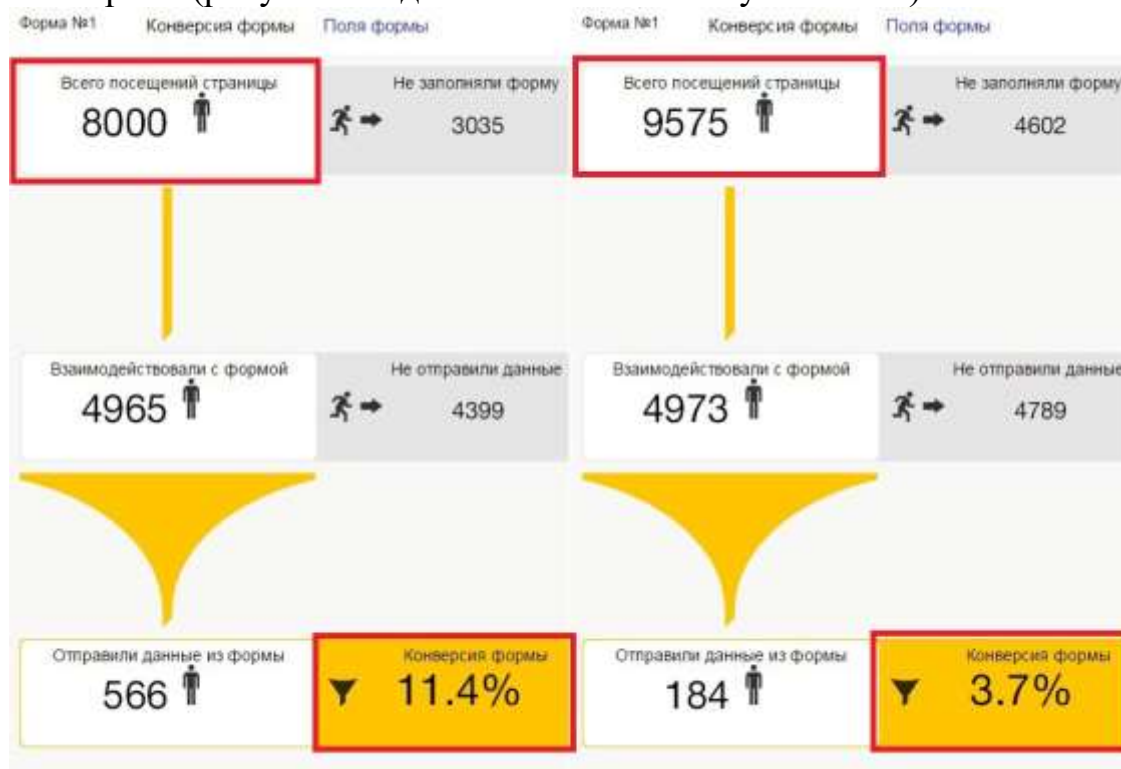 Форма №1 Конверсия формы Поля формы
Всего посещений страницы
8000
Не заполняли форму
3035
Взаимодействовали с формой
4965
Не отправили данные
4399
Отправили данные из формы
566
Конверсия формы
11.4%
Форма №1 Конверсия формы Поля формы
Всего посещений страницы
9575
Не заполняли форму
4602
Взаимодействовали с формой
4973
Не отправили данные
4789
Отправили данные из формы
184
Конверсия формы
3.7%